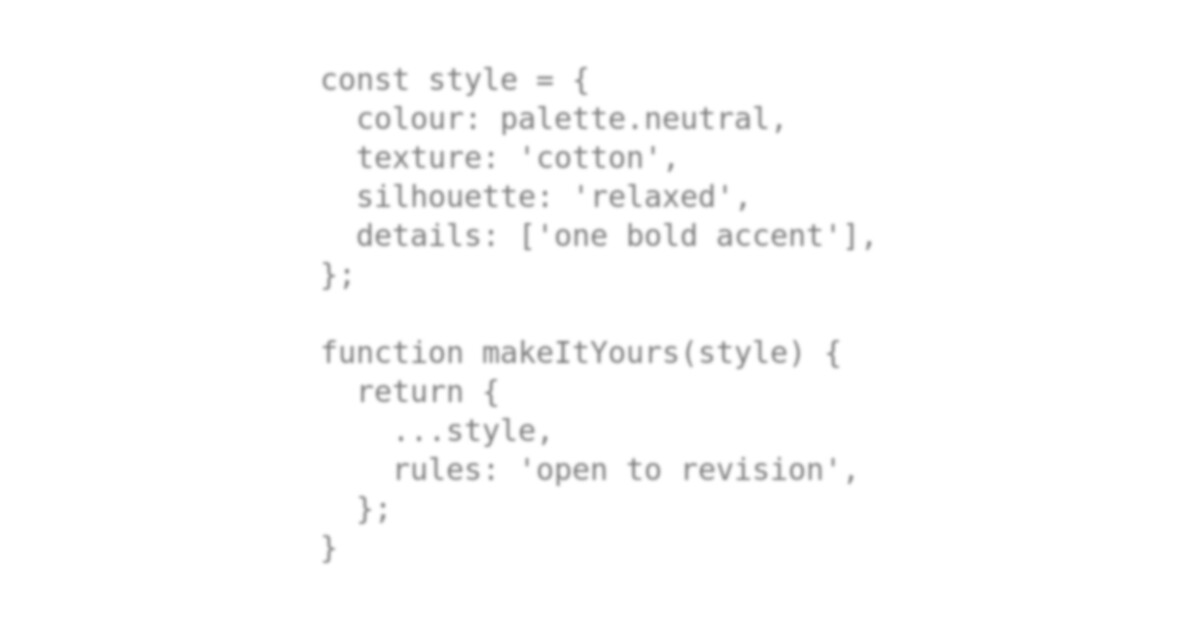 const style = {
  colour: palette.neutral,
  texture: 'cotton',
  silhouette: 'relaxed',
  details: ['one bold accent'],
};

function makeItYours(style) {
  return {
    ...style,
    rules: 'open to revision',
  };
}